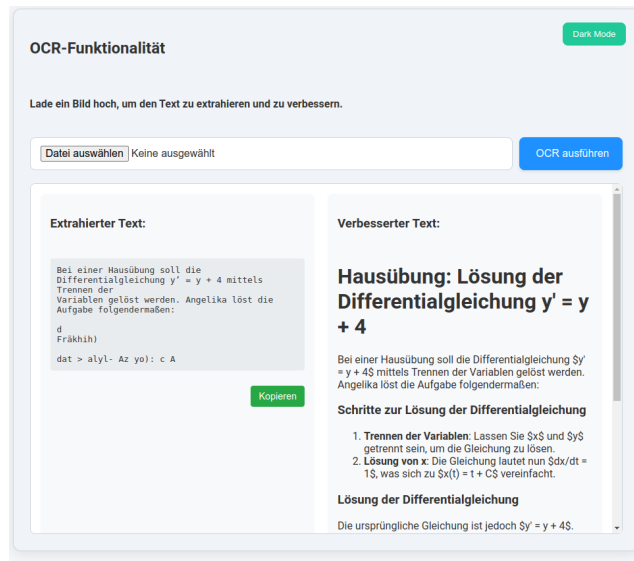 Dark Mode
OCR-Funktionalität
Lade ein Bild hoch, um den Text zu extrahieren und zu verbessern.
Datei auswählen Keine ausgewählt
OCR ausführen
Extrahierter Text:
Bei einer Hausübung soll die
Differentialgleichung y’ = y + 4 mittels
Trennen der
Variablen gelöst werden. Angelika löst die
Aufgabe folgendermaßen:
d
Fräkhih)
dat > alyl- Az yo): c A
Kopieren
Verbesserter Text:
Hausübung: Lösung der
Differentialgleichung y' = y
+ 4
Bei einer Hausübung soll die Differentialgleichung $y'
= y + 4$ mittels Trennen der Variablen gelöst werden.
Angelika löst die Aufgabe folgendermaßen:
Schritte zur Lösung der Differentialgleichung
1. Trennen der Variablen: Lassen Sie $x$ und $y$
getrennt sein, um die Gleichung zu lösen.
2. Lösung von x: Die Gleichung lautet nun $dx/dt =
1$, was sich zu $x(t) = t + C$ vereinfacht.
Lösung der Differentialgleichung
Die ursprüngliche Gleichung ist jedoch $y' = y + 4$.